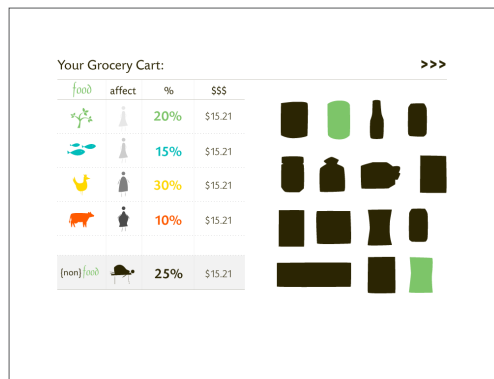 Your Grocery Cart: >>>
food affect % $$$
20% $15.21
15% $15.21
30% $15.21
10% $15.21
{non}food 25% $15.21